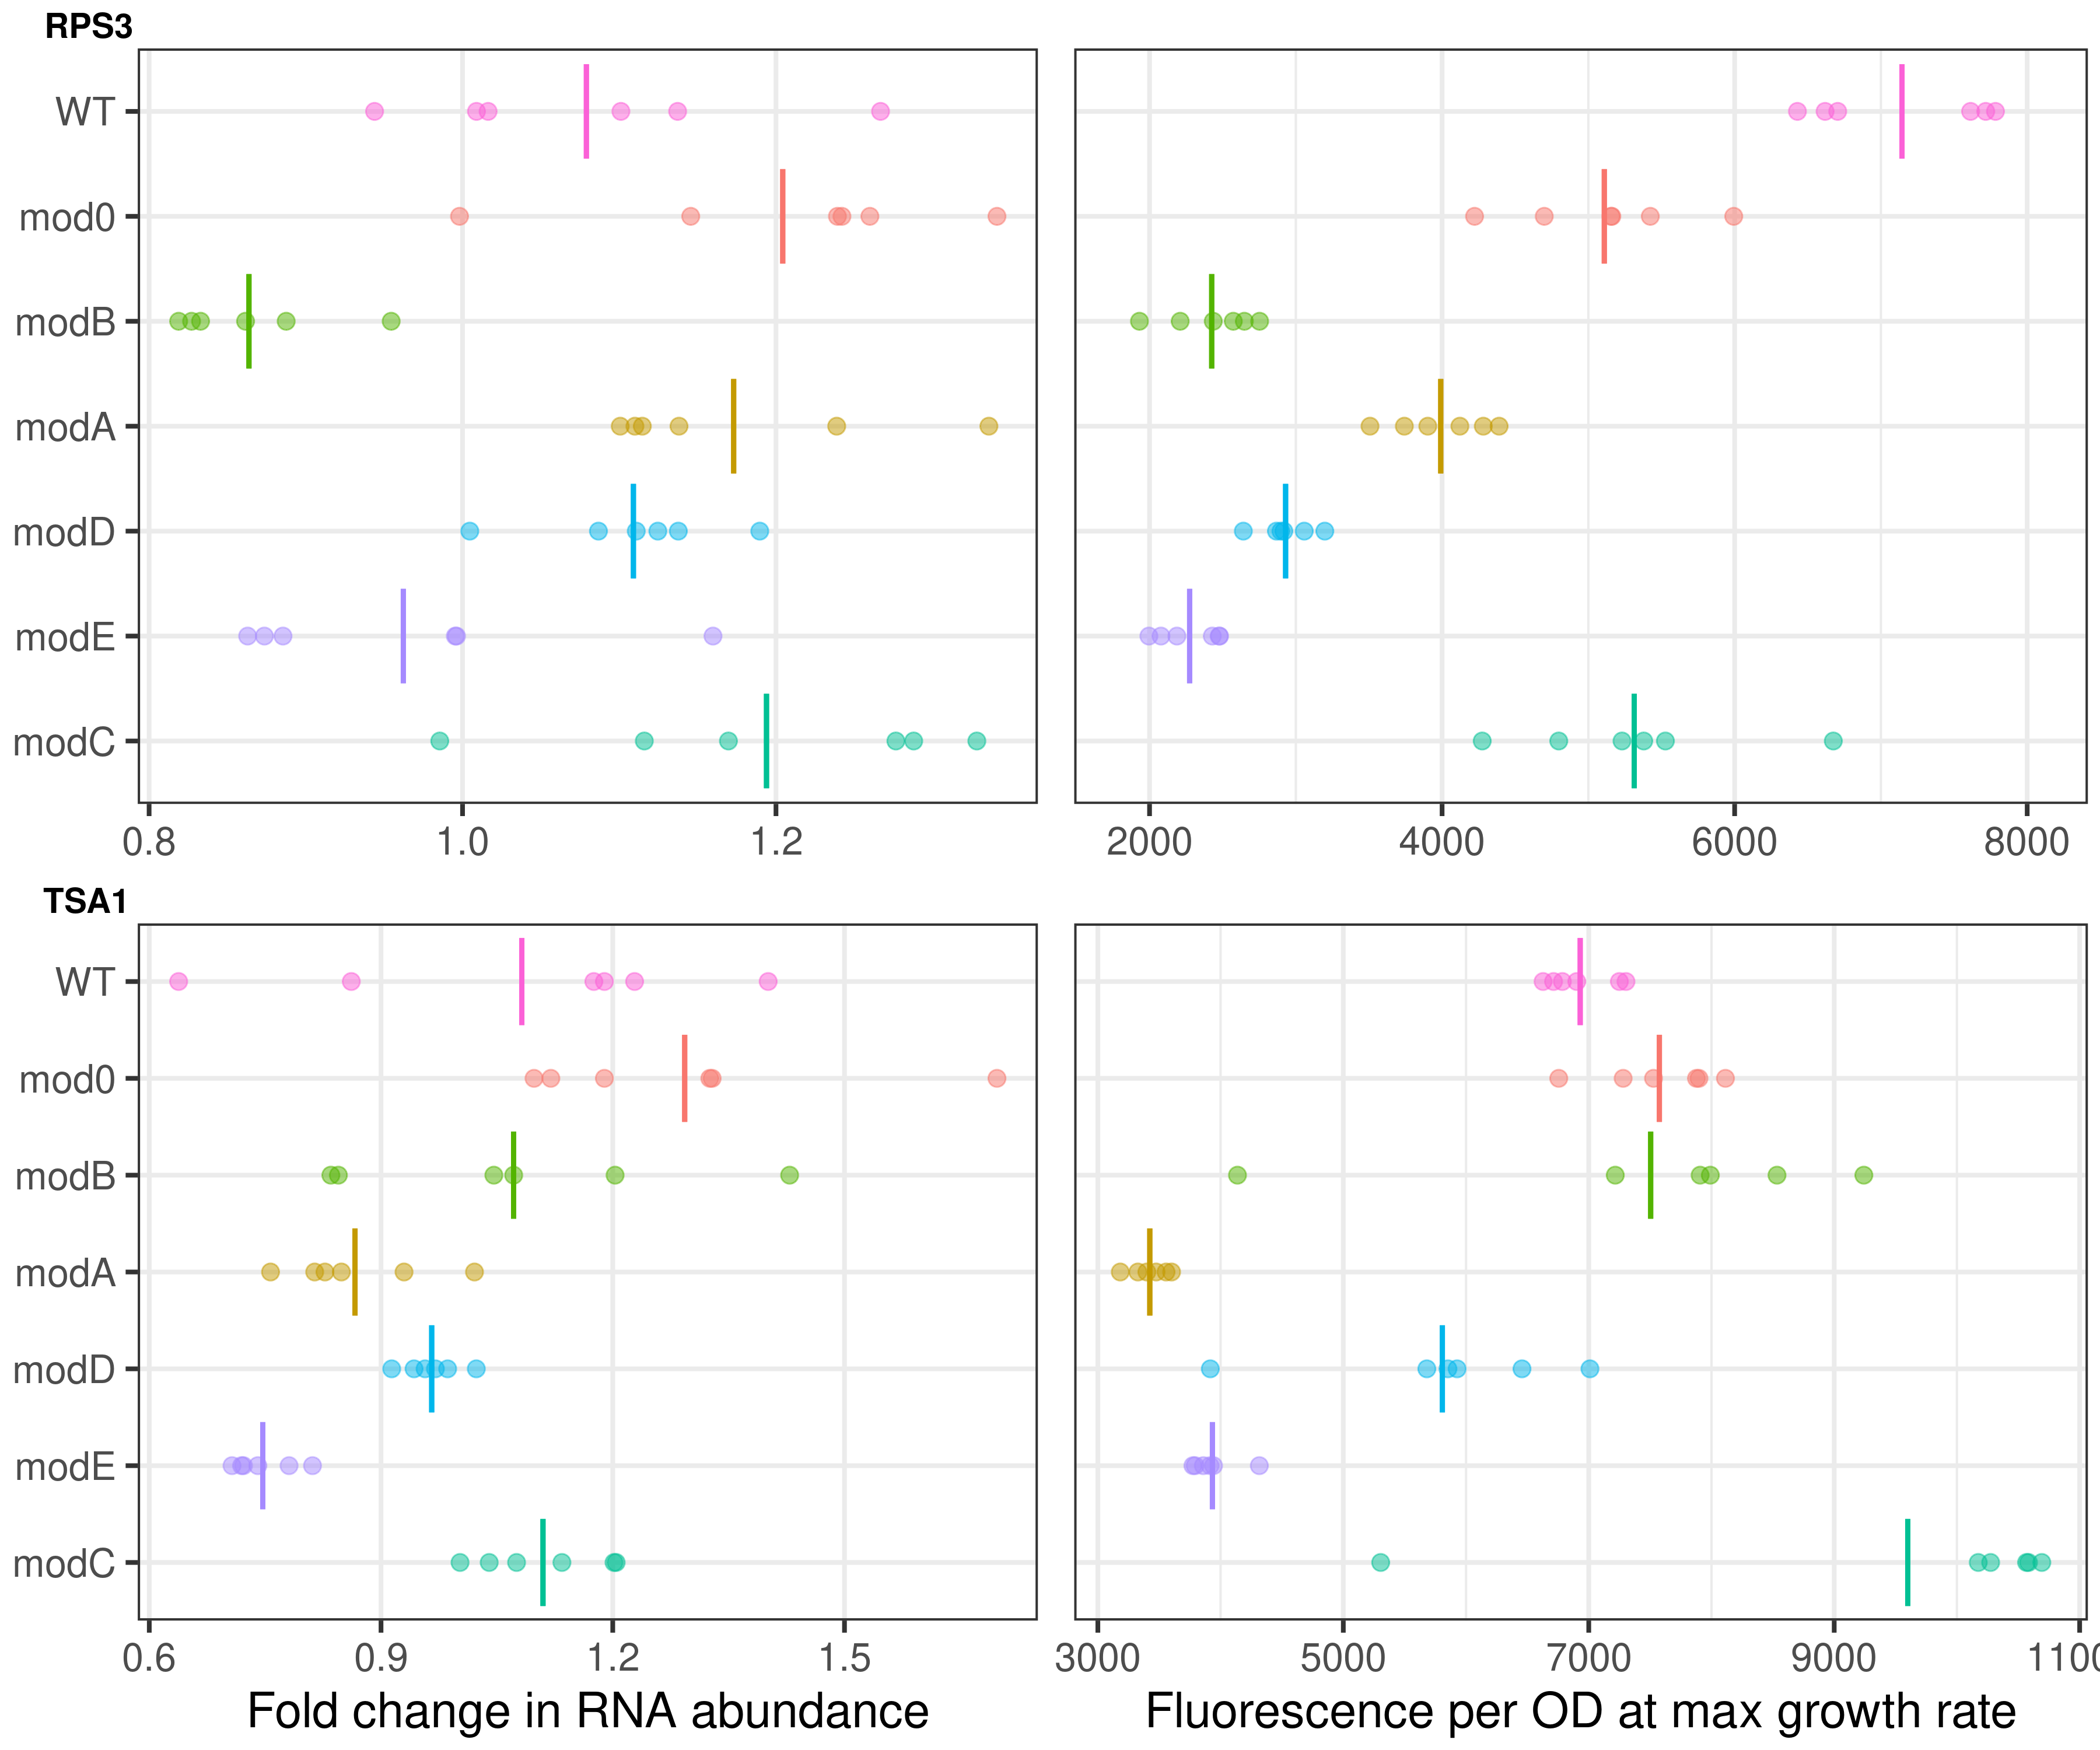 RPS3
WT
mod0
modB
modA
modD
modE
modC
0.8 1.0 1.2
2000 4000 6000 8000
TSA1
WT
mod0
modB
modA
modD
modE
modC
0.6 0.9 1.2 1.5
3000 5000 7000 9000
Fold change in RNA abundance
Fluorescence per OD at max growth rate